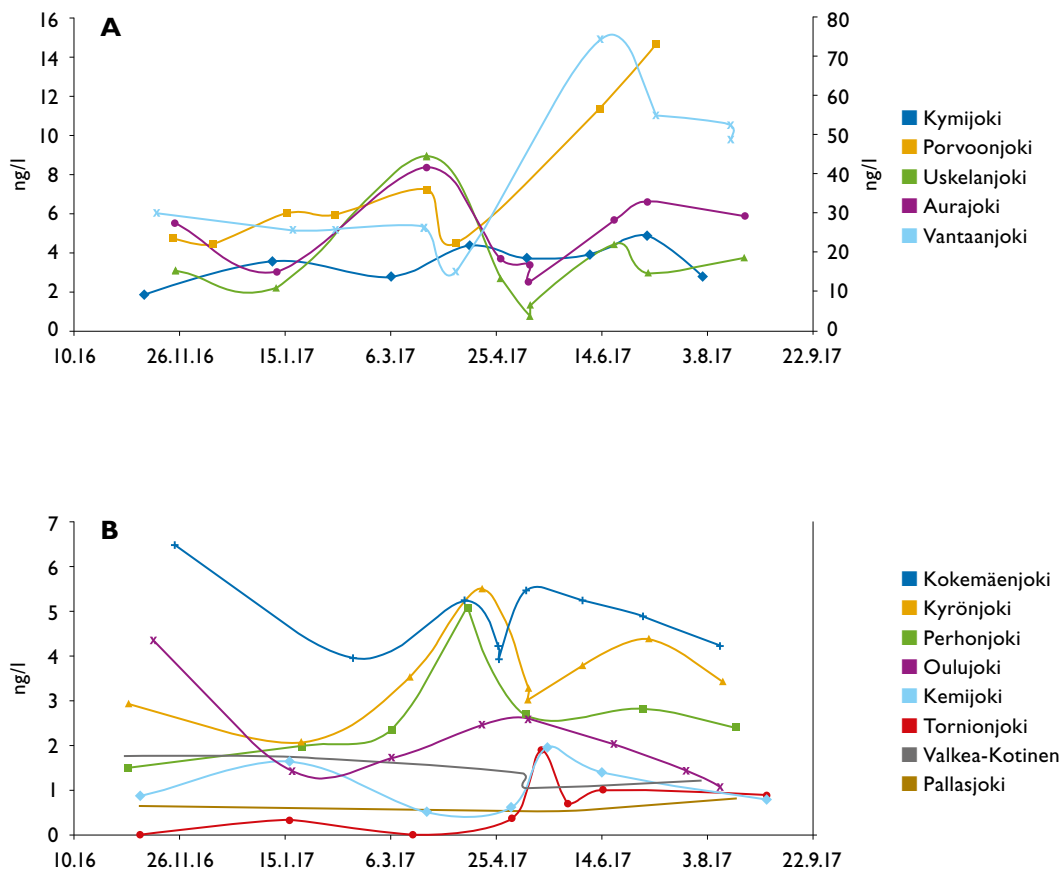 A
16
14
12
10
8
6
4
2
0
ng/l
80
70
60
50
40
30
20
10
0
ng/l
10.16
26.11.16
15.1.17
6.3.17
25.4.17
14.6.17
3.8.17
22.9.17
Kymijoki
Porvoonjoki
Uskelanjoki
Aurajoki
Vantaanjoki
B
7
6
5
4
3
2
1
0
ng/l
10.16
26.11.16
15.1.17
6.3.17
25.4.17
14.6.17
3.8.17
22.9.17
Kokemäenjoki
Kyrönjoki
Perhonjoki
Oulujoki
Kemijoki
Tornionjoki
Valkea-Kotinen
Pallasjoki